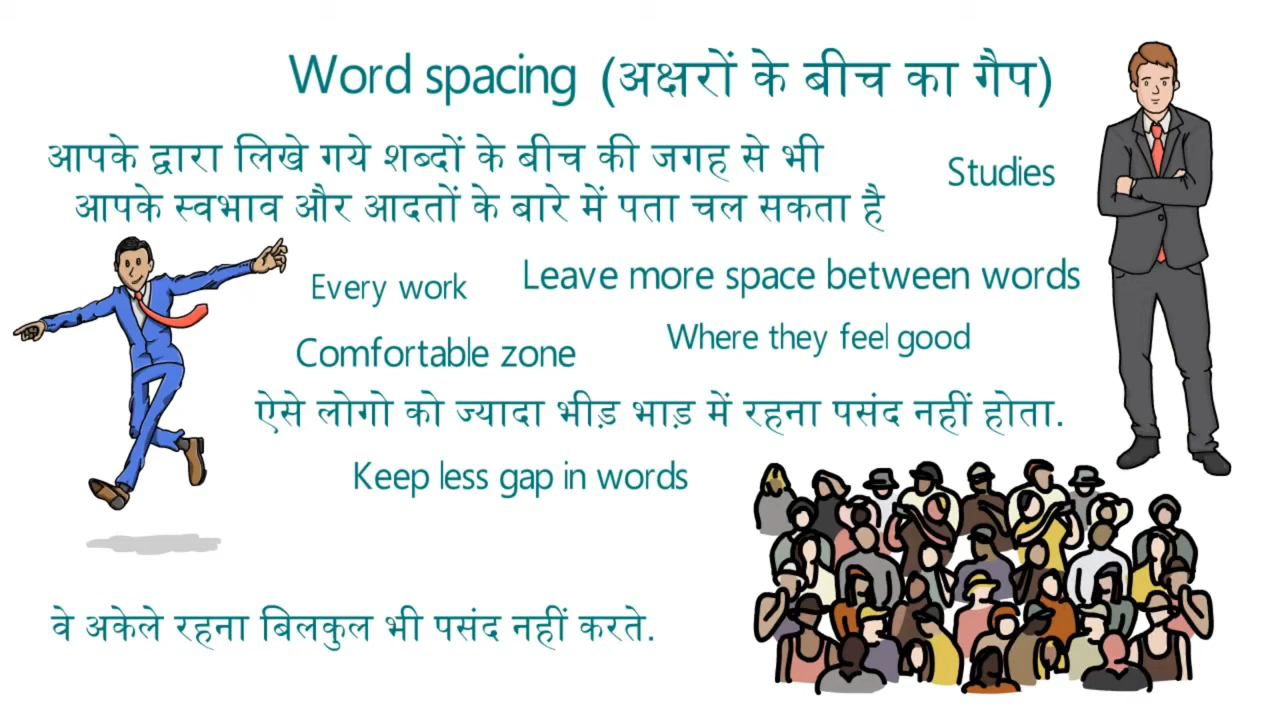 Word spacing (अक्षरों के बीच का गैप)
आपके द्वारा लिखे गये शब्दों के बीच की जगह से भी
आपके स्वभाव और आदतों के बारे में पता चल सकता है
Studies
Every work
Leave more space between words
Comfortable zone
Where they feel good
ऐसे लोगो को ज्यादा भीड़ भाड़ में रहना पसंद नहीं होता.
Keep less gap in words
वे अकेले रहना बिलकुल भी पसंद नहीं करते.